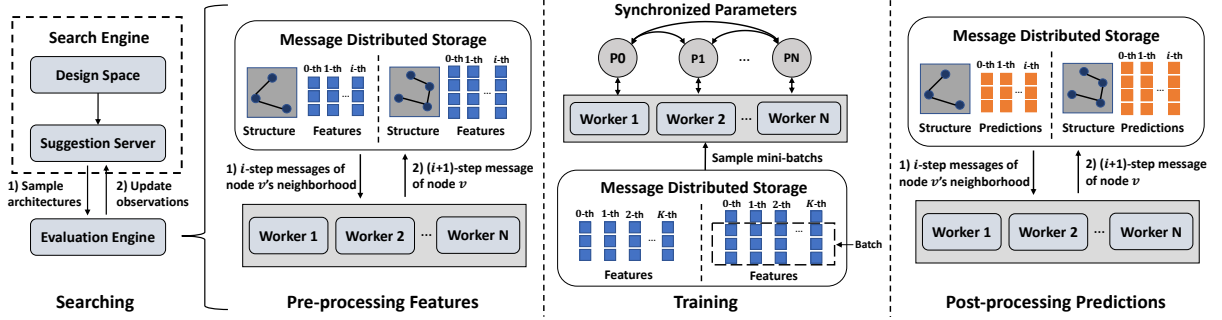 Search Engine
Design Space
Suggestion Server
1) Sample
architectures
2) Update
observations
Evaluation Engine
Searching
Message Distributed Storage
0-th 1-th i-th
...
Structure
Features
0-th 1-th i-th
...
Structure
Features
1) i-step messages of
node v's neighborhood
2) (i+1)-step message
of node v
Worker 1
Worker 2
...
Worker N
Pre-processing Features
Synchronized Parameters
P0
P1
...
PN
Worker 1
Worker 2
...
Worker N
Sample mini-batchs
Message Distributed Storage
0-th 1-th 2-th K-th
...
Features
0-th 1-th 2-th K-th
...
Features
Batch
Training
Message Distributed Storage
0-th 1-th i-th
...
Structure
Predictions
0-th 1-th i-th
...
Structure
Predictions
1) i-step messages of
node v's neighborhood
2) (i+1)-step message
of node v
Worker 1
Worker 2
...
Worker N
Post-processing Predictions